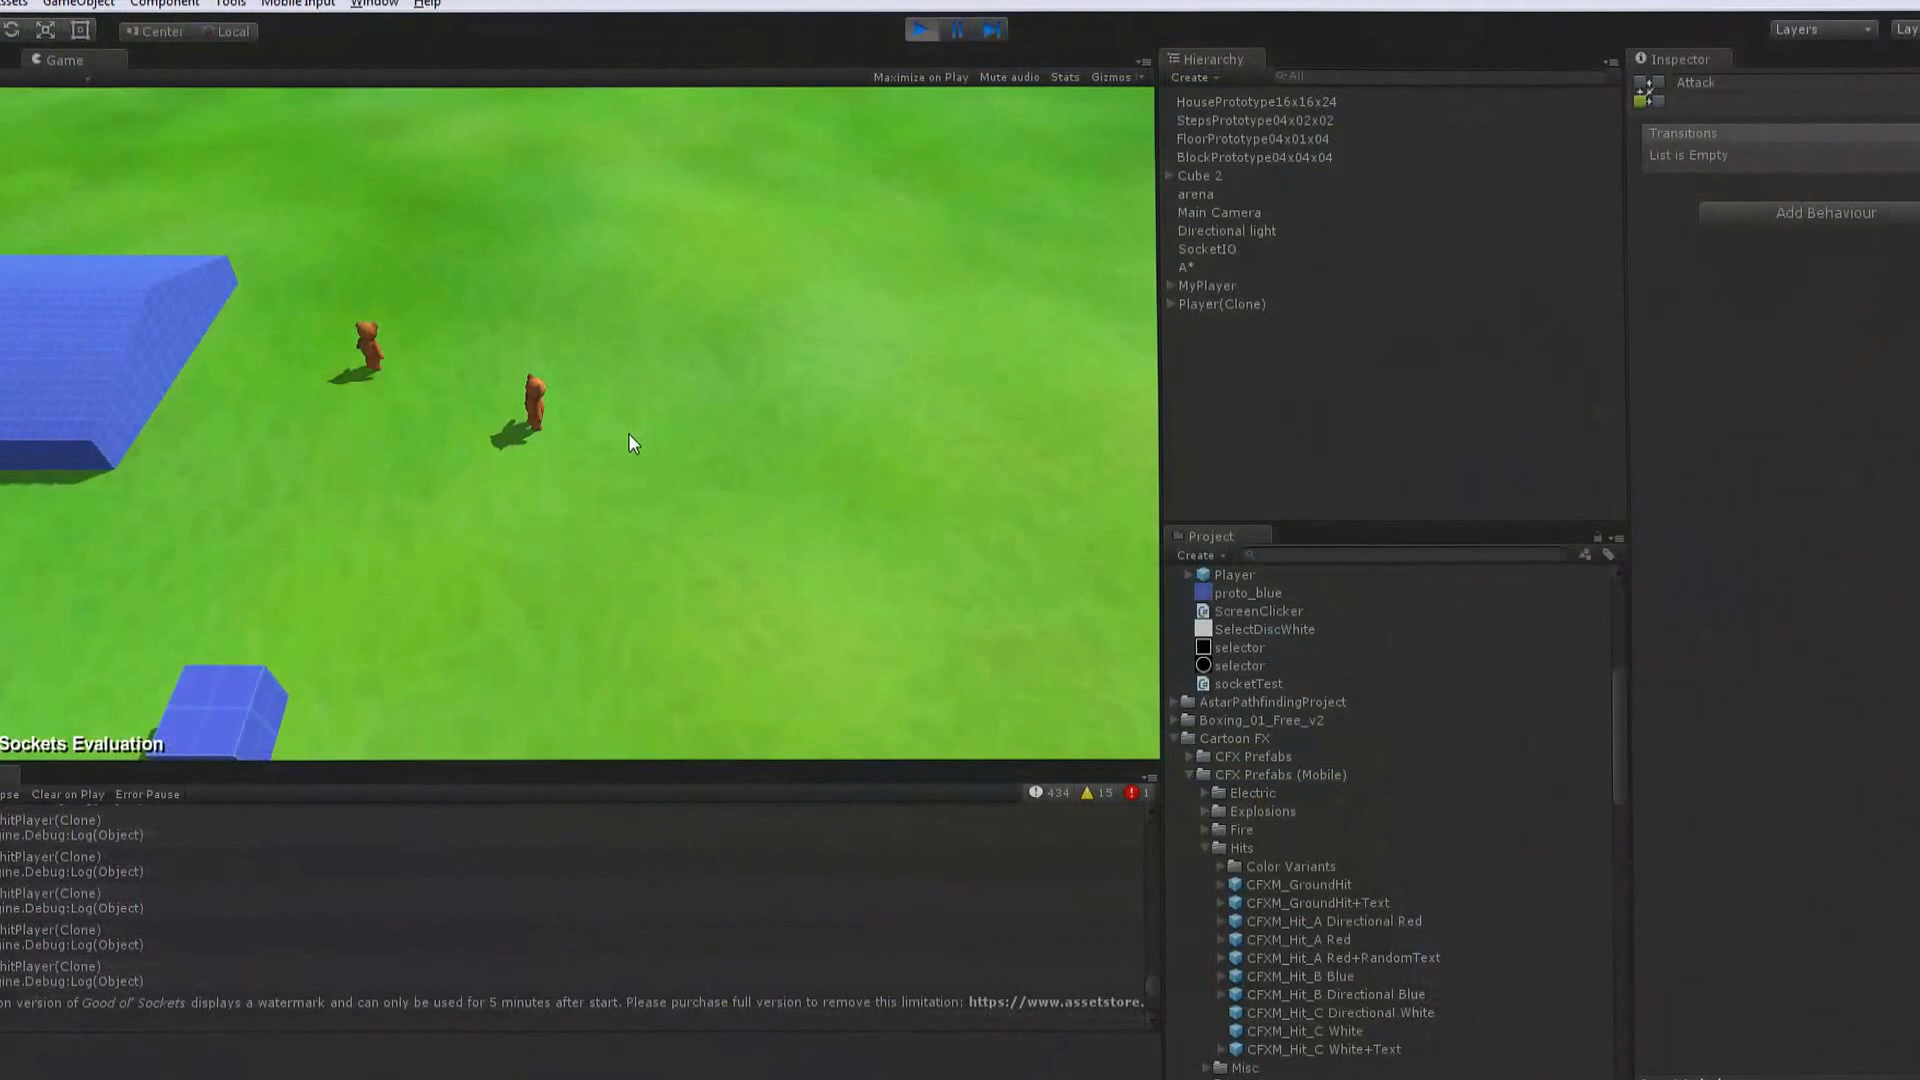 ssets GameObject Component Tools Mobile Input Window Help
Center Local
Layers
Lay
Game
Maximize on Play Mute audio Stats Gizmos
Hierarchy
Create
All
HousePrototype16x16x24
StepsPrototype04x02x02
FloorPrototype04x01x04
BlockPrototype04x04x04
Cube 2
arena
Main Camera
Directional light
SocketIO
A*
MyPlayer
Player(Clone)
Inspector
Attack
Transitions
List is Empty
Add Behaviour
Sockets Evaluation
Project
Create
Player
proto_blue
ScreenClicker
SelectDiscWhite
selector
selector
socketTest
AstarPathfindingProject
Boxing_01_Free_v2
Cartoon FX
CFX Prefabs
CFX Prefabs (Mobile)
Electric
Explosions
Fire
Hits
Color Variants
CFXM_GroundHit
CFXM_GroundHit+Text
CFXM_Hit_A Directional Red
CFXM_Hit_A Red
CFXM_Hit_A Red+RandomText
CFXM_Hit_B Blue
CFXM_Hit_B Directional Blue
CFXM_Hit_C Directional White
CFXM_Hit_C White
CFXM_Hit_C White+Text
Misc
pse Clear on Play Error Pause
434 15 1
hitPlayer(Clone)
ine.Debug:Log(Object)
hitPlayer(Clone)
ine.Debug:Log(Object)
hitPlayer(Clone)
ine.Debug:Log(Object)
hitPlayer(Clone)
ine.Debug:Log(Object)
hitPlayer(Clone)
ine.Debug:Log(Object)
on version of Good ol' Sockets displays a watermark and can only be used for 5 minutes after start. Please purchase full version to remove this limitation: https://www.assetstore.